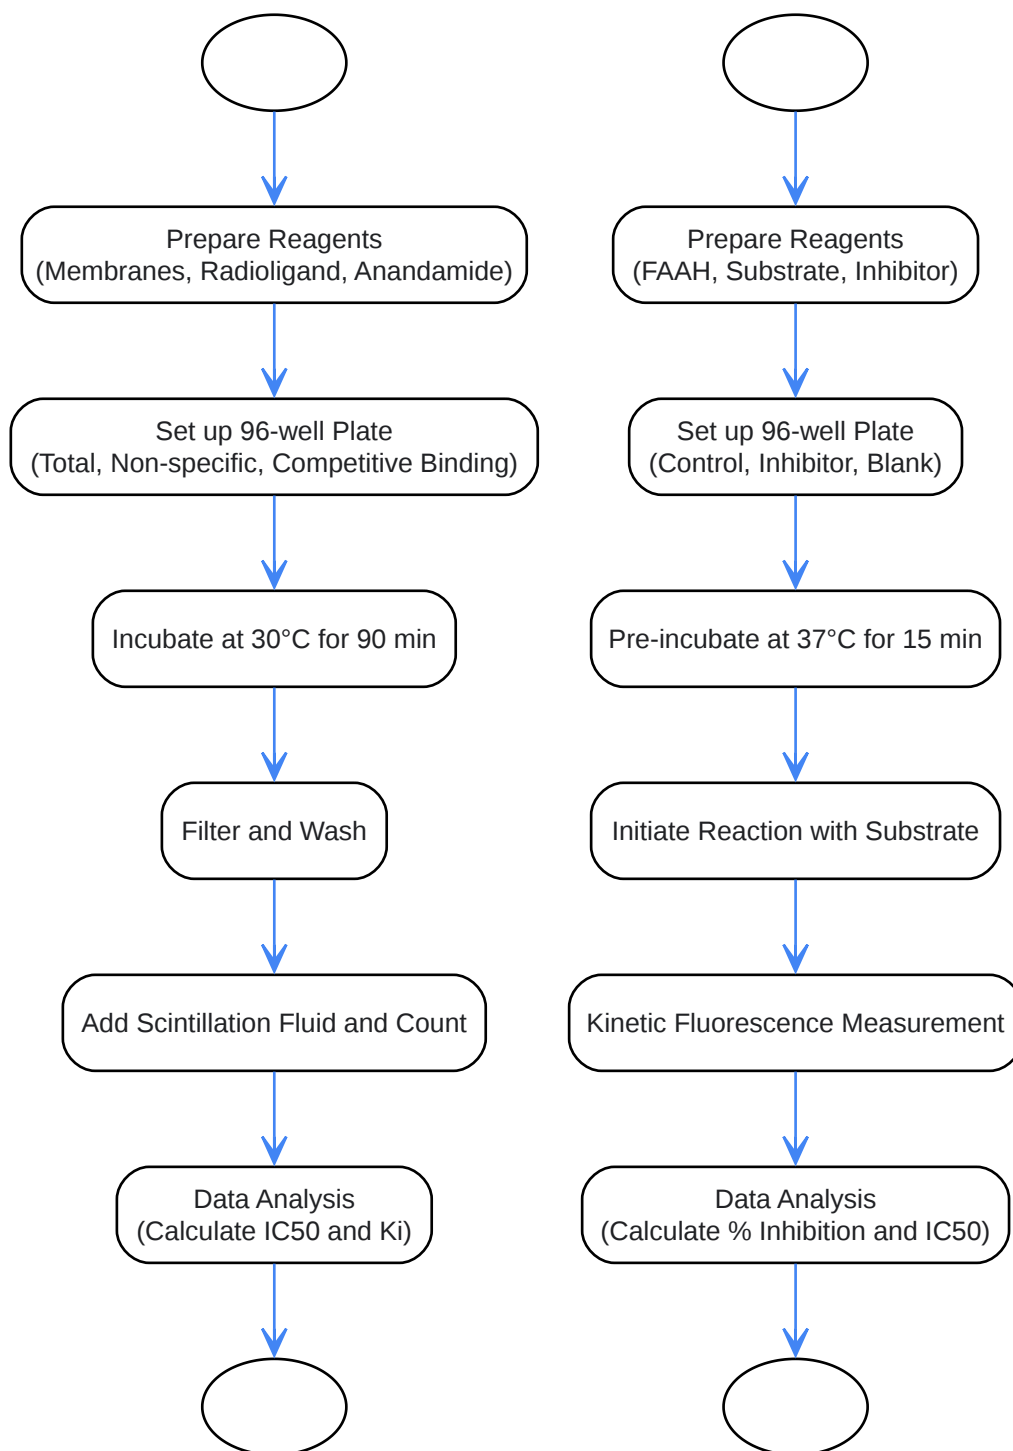 Prepare Reagents
(Membranes, Radioligand, Anandamide)
Set up 96-well Plate
(Total, Non-specific, Competitive Binding)
Incubate at 30°C for 90 min
Filter and Wash
Add Scintillation Fluid and Count
Data Analysis
(Calculate IC50 and Ki)
Prepare Reagents
(FAAH, Substrate, Inhibitor)
Set up 96-well Plate
(Control, Inhibitor, Blank)
Pre-incubate at 37°C for 15 min
Initiate Reaction with Substrate
Kinetic Fluorescence Measurement
Data Analysis
(Calculate % Inhibition and IC50)